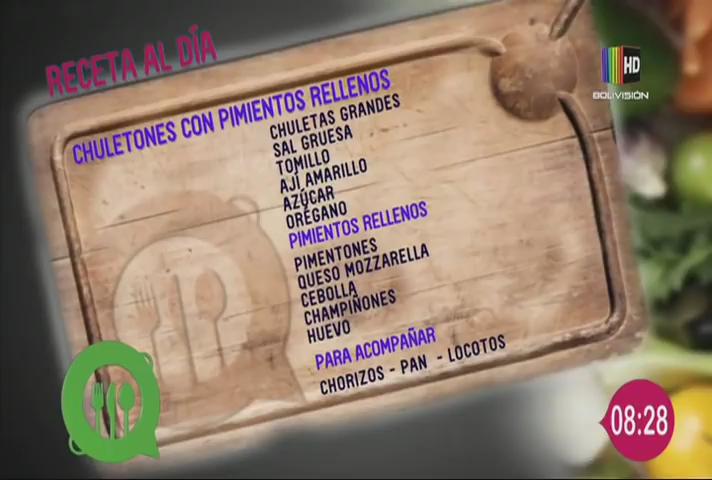 RECETA AL DÍA
CHULETONES CON PIMIENTOS RELLENOS
CHULETAS GRANDES
SAL GRUESA
TOMILLO
AJÍ AMARILLO
AZÚCAR
ORÉGANO
PIMIENTOS RELLENOS
PIMENTONES
QUESO MOZZARELLA
CEBOLLA
CHAMPIÑONES
HUEVO
PARA ACOMPAÑAR
CHORIZOS - PAN - LOCOTOS
HD
BOLIVISIÓN
08:28